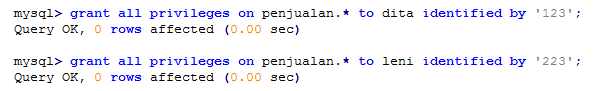 mysql> grant all privileges on penjualan.* to dita identified by '123';
Query OK, 0 rows affected (0.00 sec)
mysql> grant all privileges on penjualan.* to leni identified by '223';
Query OK, 0 rows affected (0.00 sec)